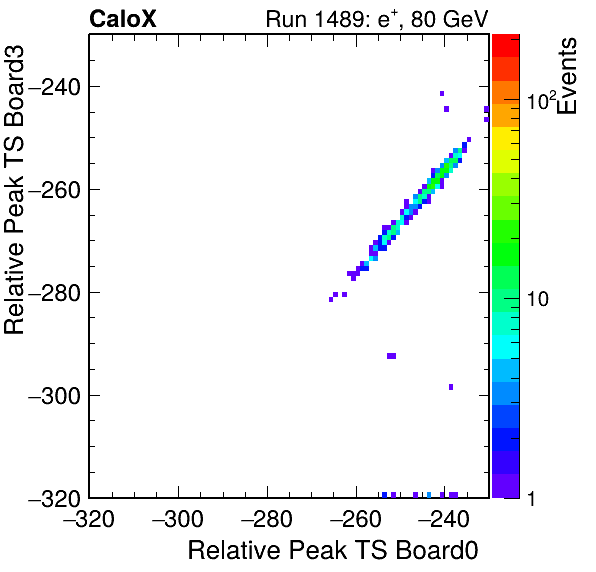 CaloX Run 1489: e⁺, 80 GeV
Relative Peak TS Board3
−240
−260
−280
−300
−320
−320 −300 −280 −260 −240
Relative Peak TS Board0
Events
10²
10
1